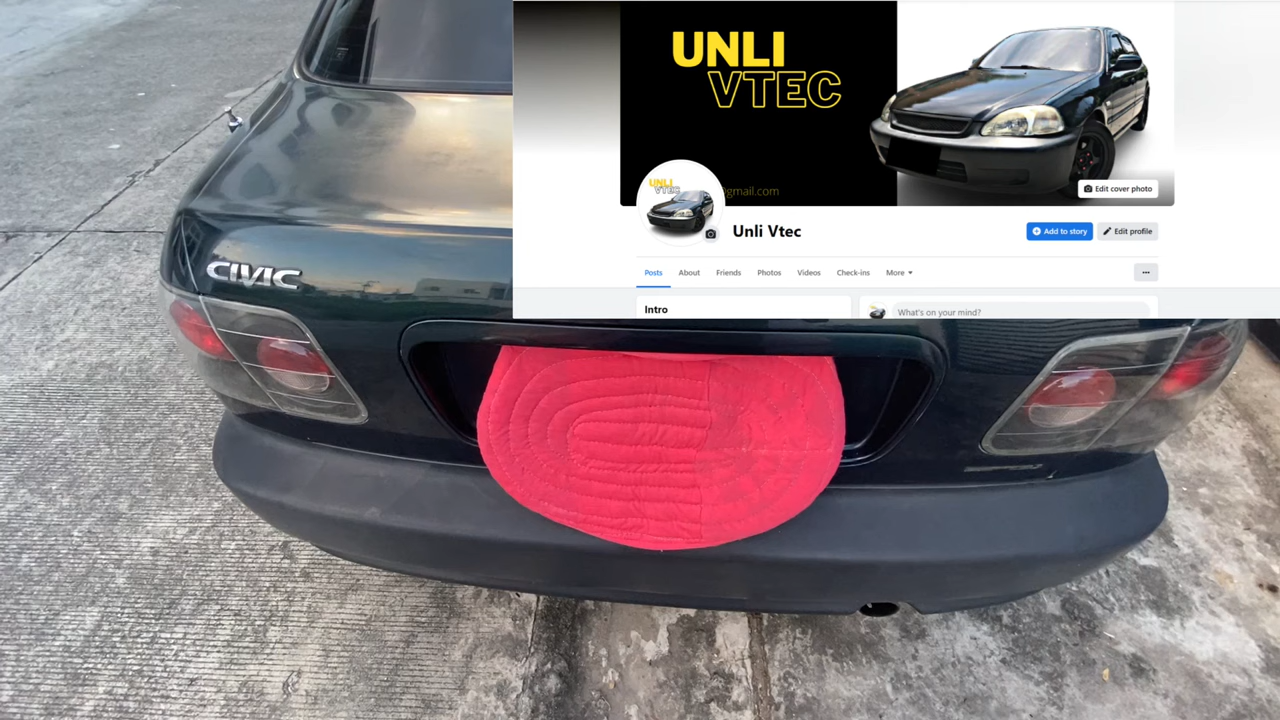 UNLI
VTEC
UNLI
VTEC
@gmail.com
Edit cover photo
Unli Vtec
Add to story
Edit profile
Posts
About
Friends
Photos
Videos
Check-ins
More
...
Intro
What's on your mind?
CIVIC